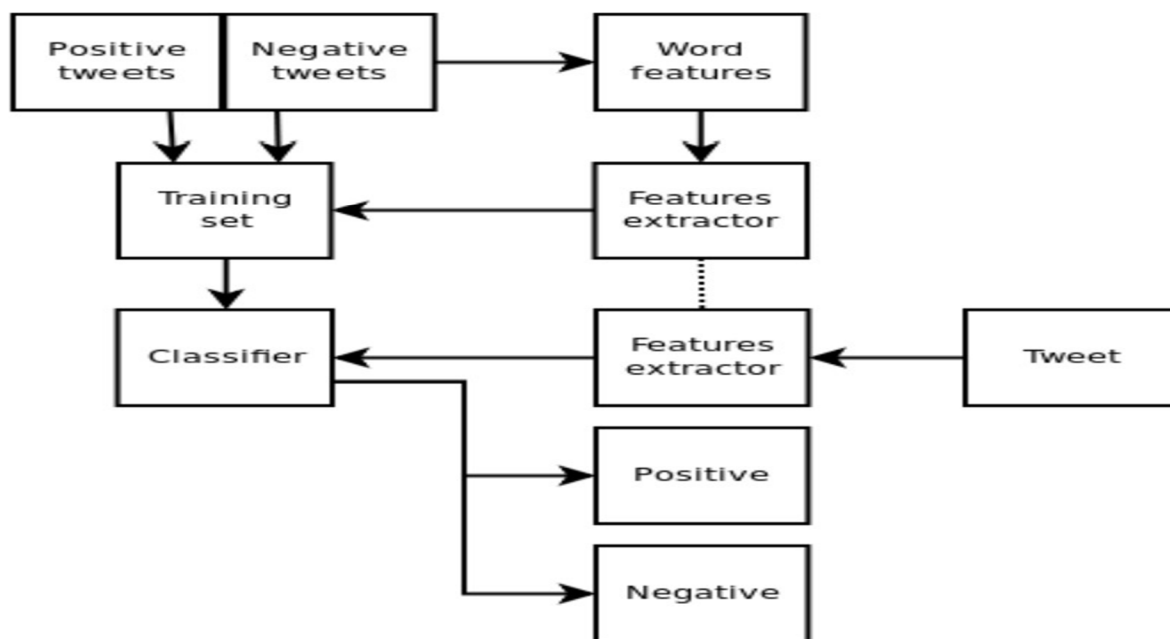 Positive
tweets
Negative
tweets
Word
features
Training
set
Features
extractor
Classifier
Features
extractor
Tweet
Positive
Negative